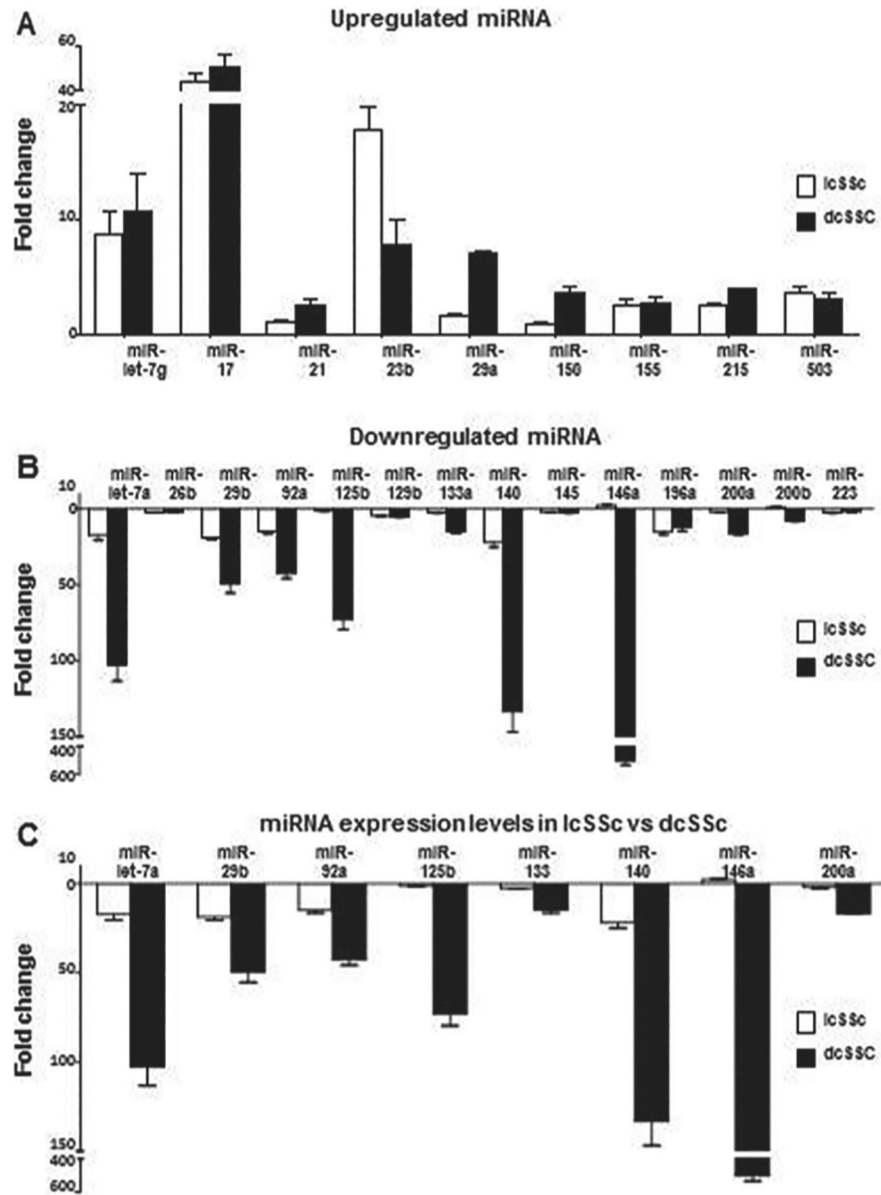 A
Upregulated miRNA
60
40
20
10
0
Fold change
lcSSc
dcSSC
miR- miR- miR- miR- miR- miR- miR- miR- miR-
let-7g 17 21 23b 29a 150 155 215 503
Downregulated miRNA
B
miR- miR- miR- miR- miR- miR- miR- miR- miR- miR- miR- miR- miR- miR-
let-7a 26b 29b 92a 125b 129b 133a 140 145 146a 196a 200a 200b 223
10
0
50
100
150
400
600
Fold change
lcSSc
dcSSC
C
miRNA expression levels in lcSSc vs dcSSc
miR- miR- miR- miR- miR- miR- miR- miR-
let-7a 29b 92a 125b 133 140 146a 200a
10
0
50
100
150
400
600
Fold change
lcSSc
dcSSC